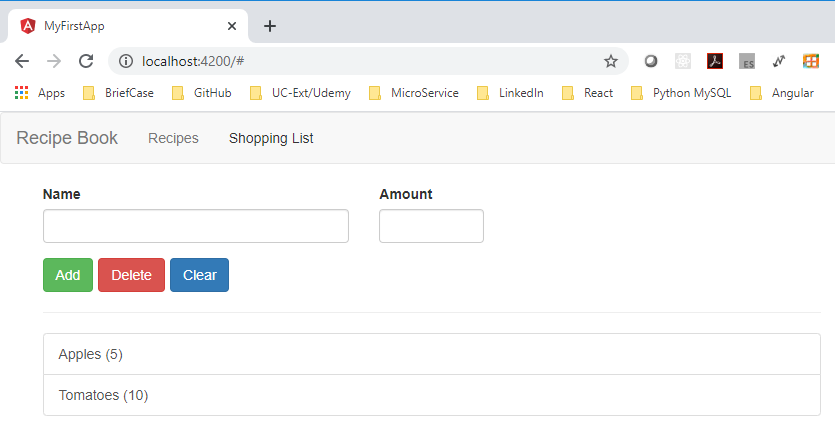 MyFirstApp
localhost:4200/#
ES
Apps BriefCase GitHub UC-Ext/Udemy MicroService LinkedIn React Python MySQL Angular
Recipe Book Recipes Shopping List
Name Amount
Add Delete Clear
Apples (5)
Tomatoes (10)